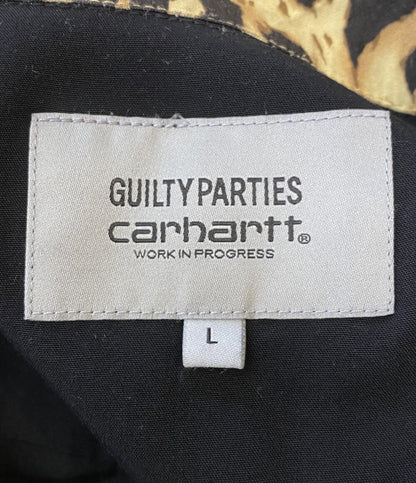 GUILTY PARTIES
carhartt®
WORK IN PROGRESS
L